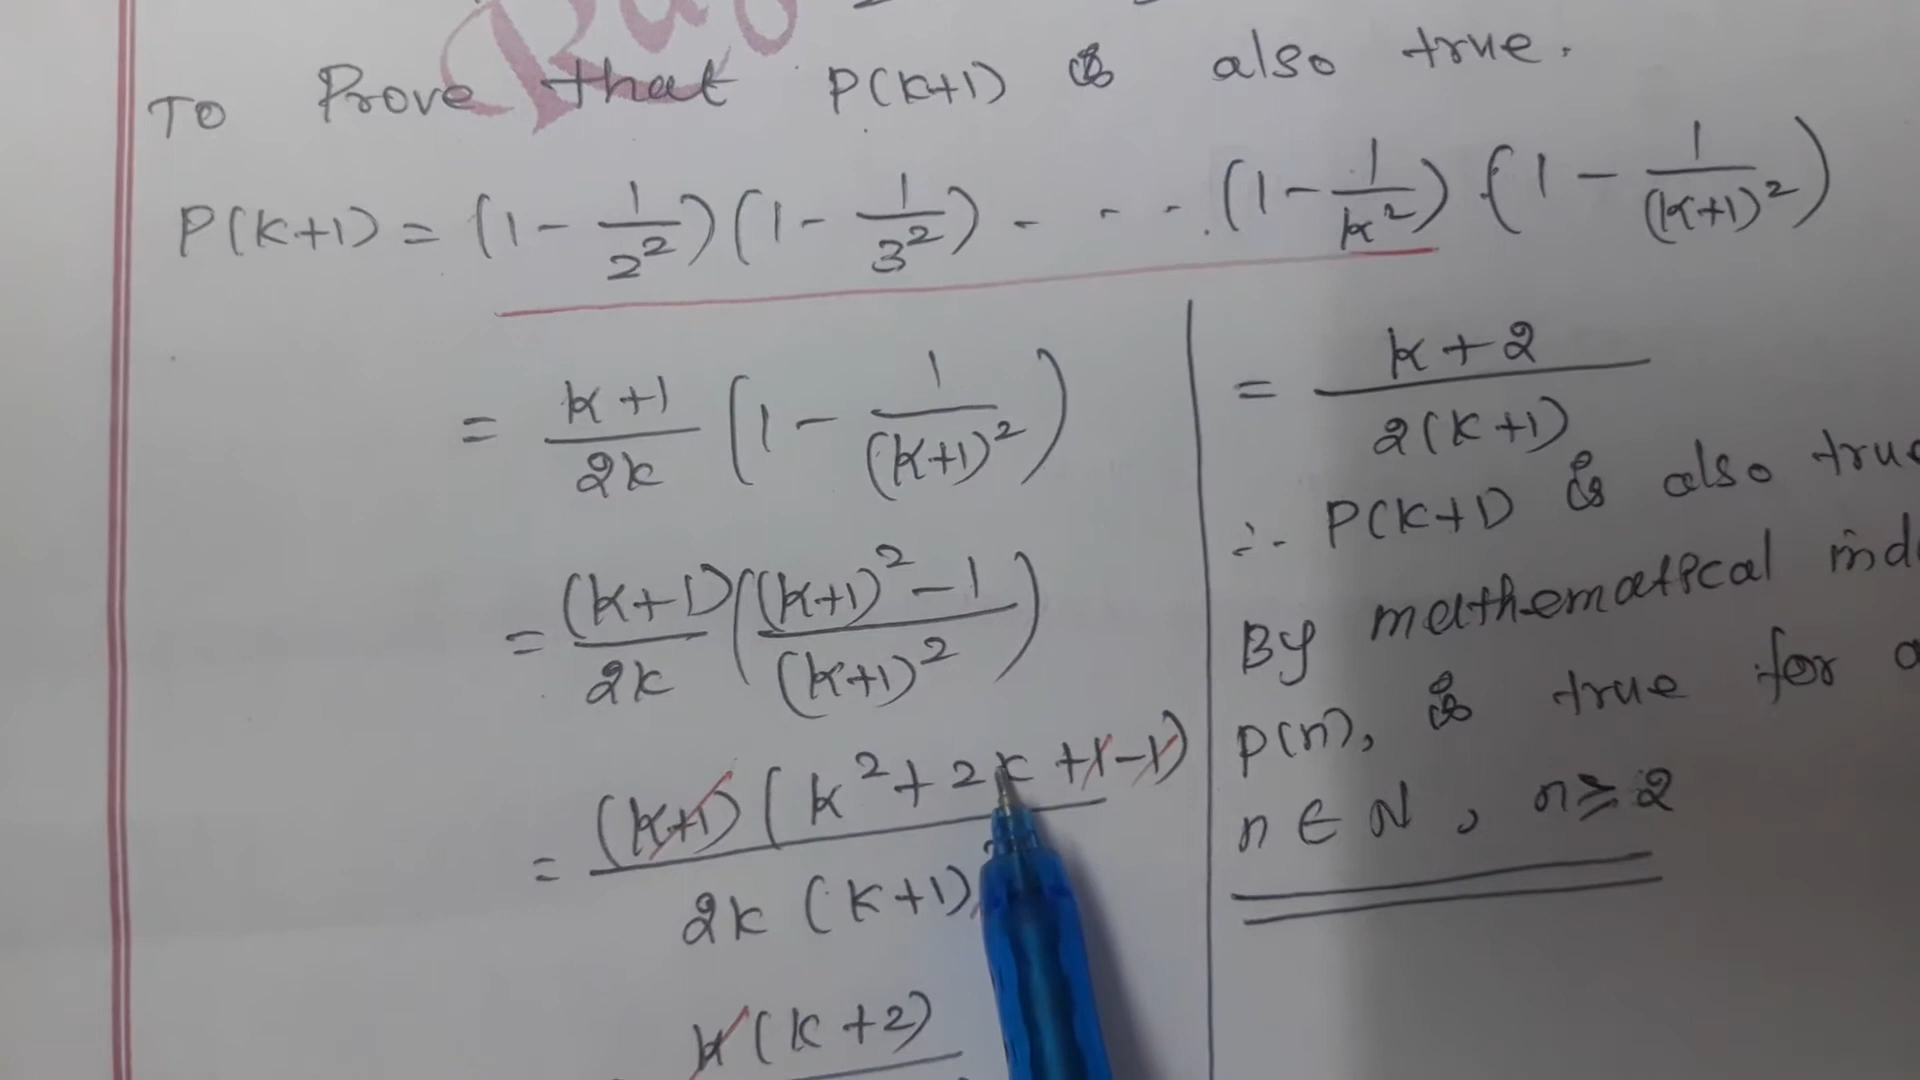 To Prove that P(k+1) is also true.
P(k+1) = (1 - 1/2²)(1 - 1/3²) - - - .(1 - 1/k²)(1 - 1/(k+1)²)
= k+1/2k (1 - 1/(k+1)²)
= (k+1)/2k ((k+1)² - 1/(k+1)²)
= (k+1)(k² + 2k + 1 - 1)/2k (k+1)
k(k+2)
= k+2/2(k+1)
∴ P(k+1) is also true
By mathematical
P(n), is true for
n ∈ N, n ≥ 2